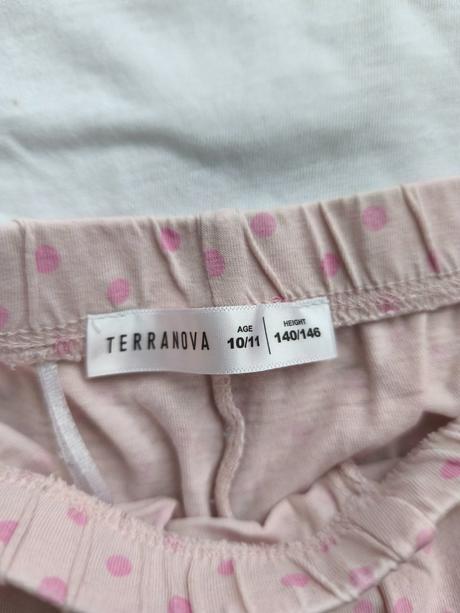 TERRANOVA
AGE
10/11
HEIGHT
140/146